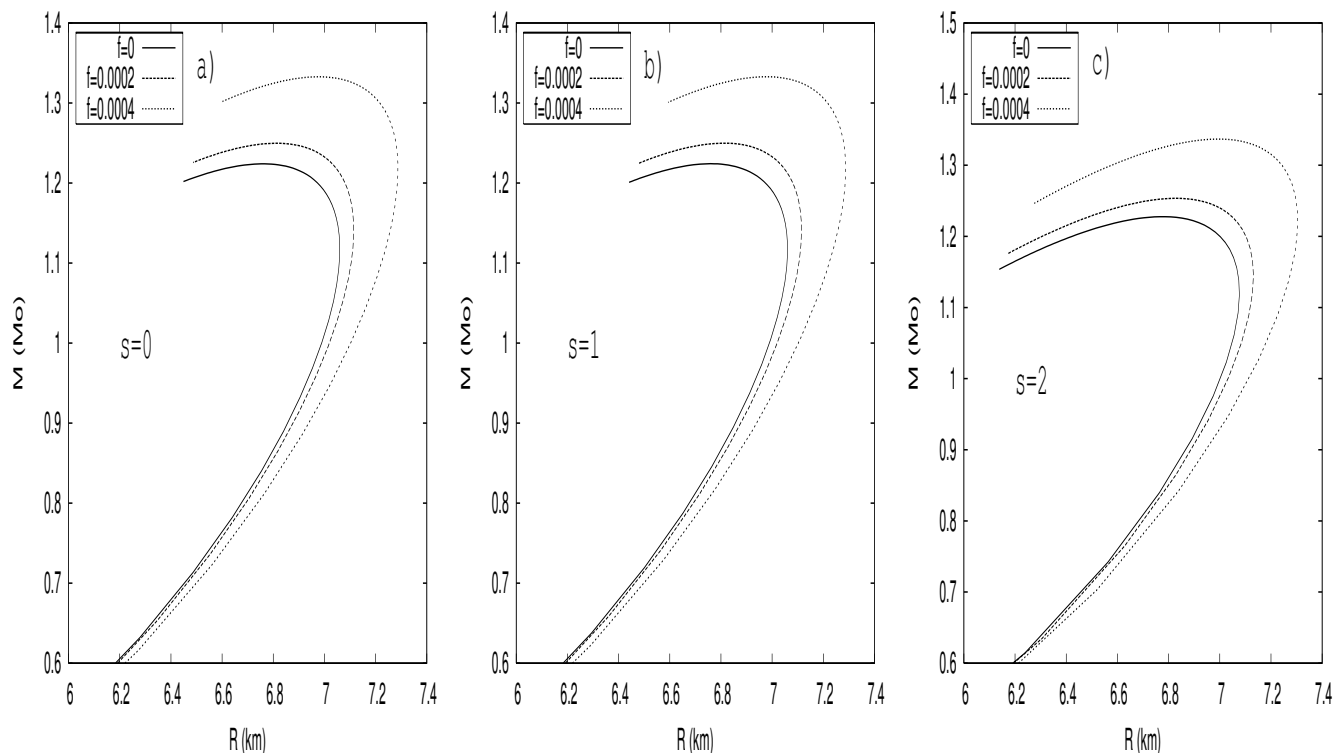 1.4
1.3
1.2
1.1
1
0.9
0.8
0.7
0.6
M (Mo)
f=0
f=0.0002
f=0.0004
a)
s=0
6 6.2 6.4 6.6 6.8 7 7.2 7.4
R (km)
1.4
1.3
1.2
1.1
1
0.9
0.8
0.7
0.6
M (Mo)
f=0
f=0.0002
f=0.0004
b)
s=1
6 6.2 6.4 6.6 6.8 7 7.2 7.4
R (km)
1.5
1.4
1.3
1.2
1.1
1
0.9
0.8
0.7
0.6
M (Mo)
f=0
f=0.0002
f=0.0004
c)
s=2
6 6.2 6.4 6.6 6.8 7 7.2 7.4
R (km)